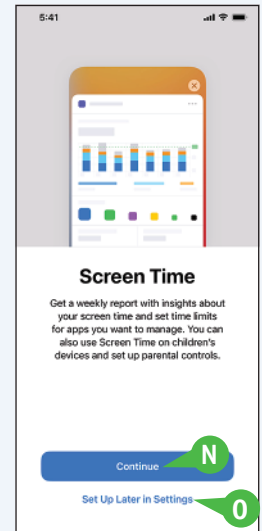 5:41
Screen Time
Get a weekly report with insights about
your screen time and set time limits
for apps you want to manage. You can
also use Screen Time on children's
devices and set up parental controls.
Continue
N
Set Up Later in Settings
O